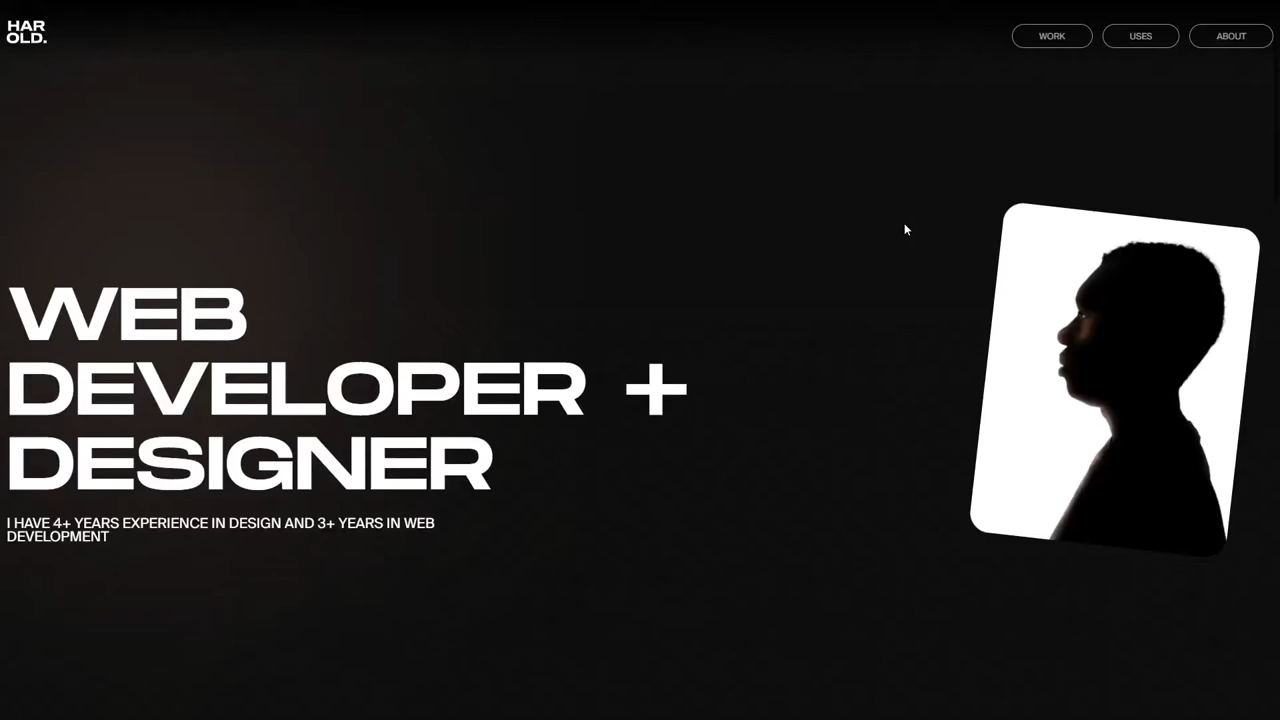 HAR
OLD.
WORK
USES
ABOUT
WEB
DEVELOPER +
DESIGNER
I HAVE 4+ YEARS EXPERIENCE IN DESIGN AND 3+ YEARS IN WEB
DEVELOPMENT